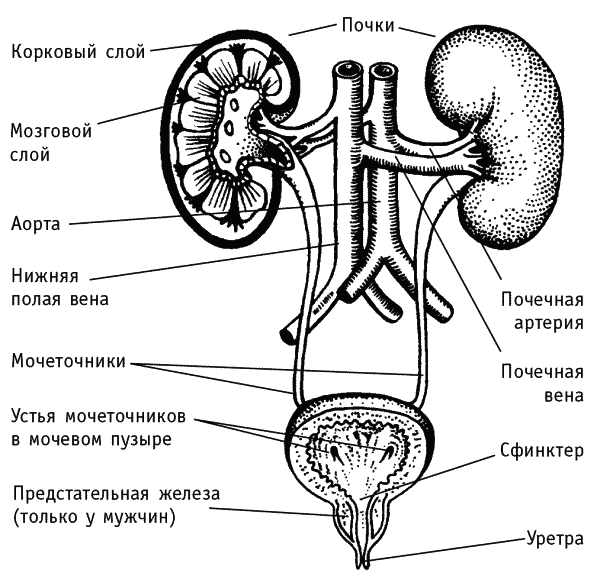 Почки
Корковый слой
Мозговой
слой
Аорта
Нижняя
полая вена
Почечная
артерия
Мочеточники
Почечная
вена
Устья мочеточников
в мочевом пузыре
Сфинктер
Предстательная железа
(только у мужчин)
Уретра